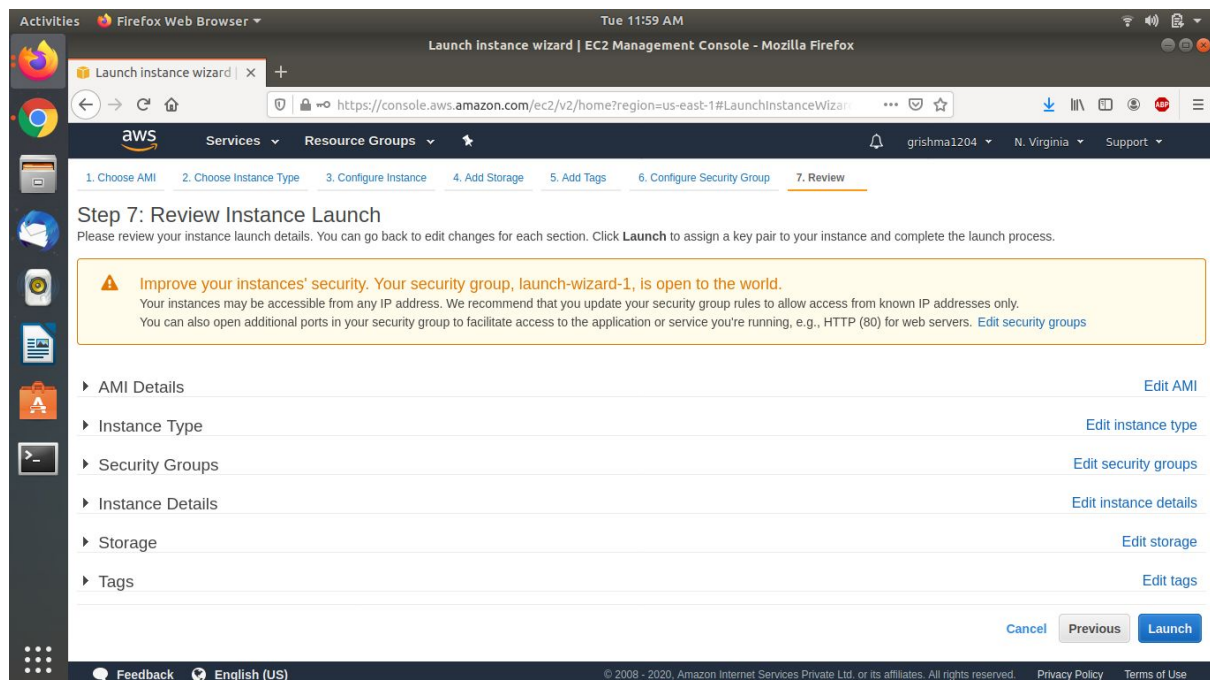 Activities Firefox Web Browser Tue 11:59 AM
Launch instance wizard | EC2 Management Console - Mozilla Firefox
Launch instance wizard |
https://console.aws.amazon.com/ec2/v2/home?region=us-east-1#LaunchInstanceWizar
ABP
aws Services Resource Groups grishma1204 N. Virginia Support
1. Choose AMI 2. Choose Instance Type 3. Configure Instance 4. Add Storage 5. Add Tags 6. Configure Security Group 7. Review
Step 7: Review Instance Launch
Please review your instance launch details. You can go back to edit changes for each section. Click Launch to assign a key pair to your instance and complete the launch process.
Improve your instances' security. Your security group, launch-wizard-1, is open to the world.
Your instances may be accessible from any IP address. We recommend that you update your security group rules to allow access from known IP addresses only.
You can also open additional ports in your security group to facilitate access to the application or service you're running, e.g., HTTP (80) for web servers. Edit security groups
AMI Details Edit AMI
Instance Type Edit instance type
Security Groups Edit security groups
Instance Details Edit instance details
Storage Edit storage
Tags Edit tags
Cancel Previous Launch
Feedback English (US) © 2008 - 2020, Amazon Internet Services Private Ltd. or its affiliates. All rights reserved. Privacy Policy Terms of Use